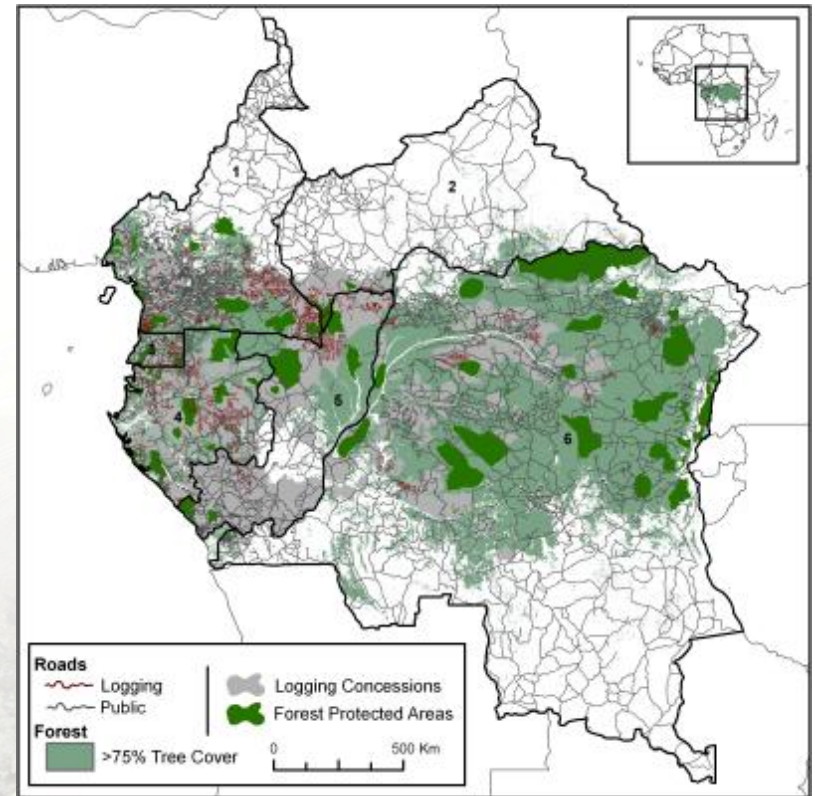 1
2
4
5
6
Roads
Logging
Public
Forest
>75% Tree Cover
Logging Concessions
Forest Protected Areas
0 500 Km